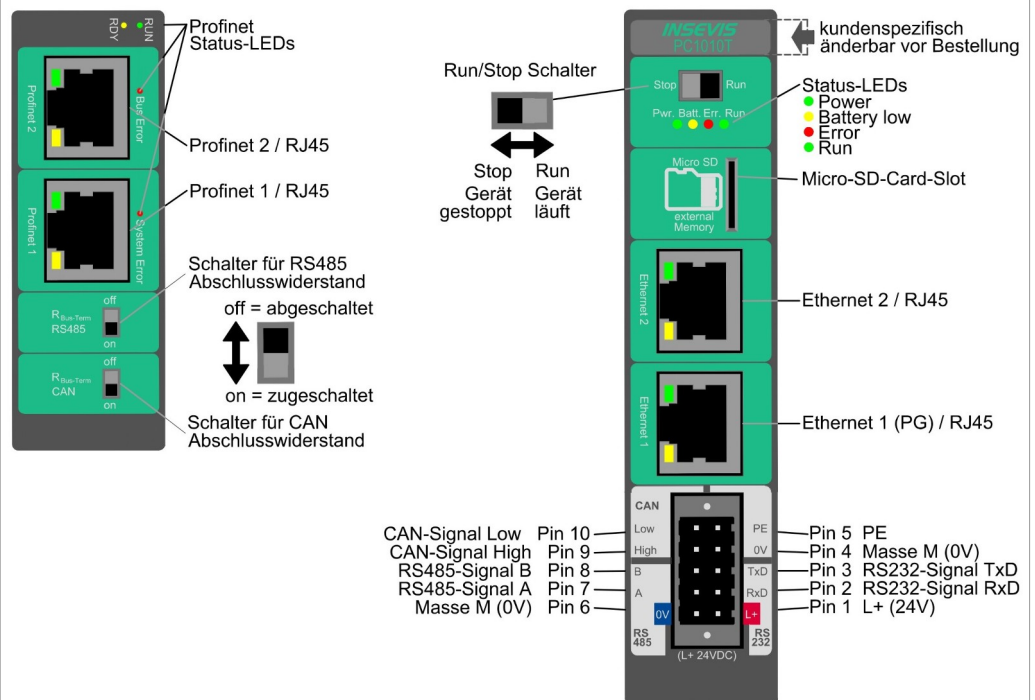 RDY
RUN
Profinet
Status-LEDs
Profinet 2
Bus Error
Profinet 2 / RJ45
Profinet 1 / RJ45
Profinet 1
System Error
Schalter für RS485
Abschlusswiderstand
off
R Bus-Term
RS485
on
off = abgeschaltet
on = zugeschaltet
off
R Bus-Term
CAN
on
Schalter für CAN
Abschlusswiderstand
INSEVIS
PC1010T
kundenspezifisch
änderbar vor Bestellung
Run/Stop Schalter
Stop Run
Stop Run
Gerät Gerät
gestoppt läuft
Pwr. Batt. Err. Run
Status-LEDs
Power
Battery low
Error
Run
Micro SD
external
Memory
Micro-SD-Card-Slot
Ethernet 2
Ethernet 2 / RJ45
Ethernet 1
Ethernet 1 (PG) / RJ45
CAN
CAN-Signal Low Pin 10 Low PE Pin 5 PE
CAN-Signal High Pin 9 High 0V Pin 4 Masse M (0V)
RS485-Signal B Pin 8 B TxD Pin 3 RS232-Signal TxD
RS485-Signal A Pin 7 A RxD Pin 2 RS232-Signal RxD
Masse M (0V) Pin 6 0V L+ Pin 1 L+ (24V)
RS
485
RS
232
(L+ 24VDC)